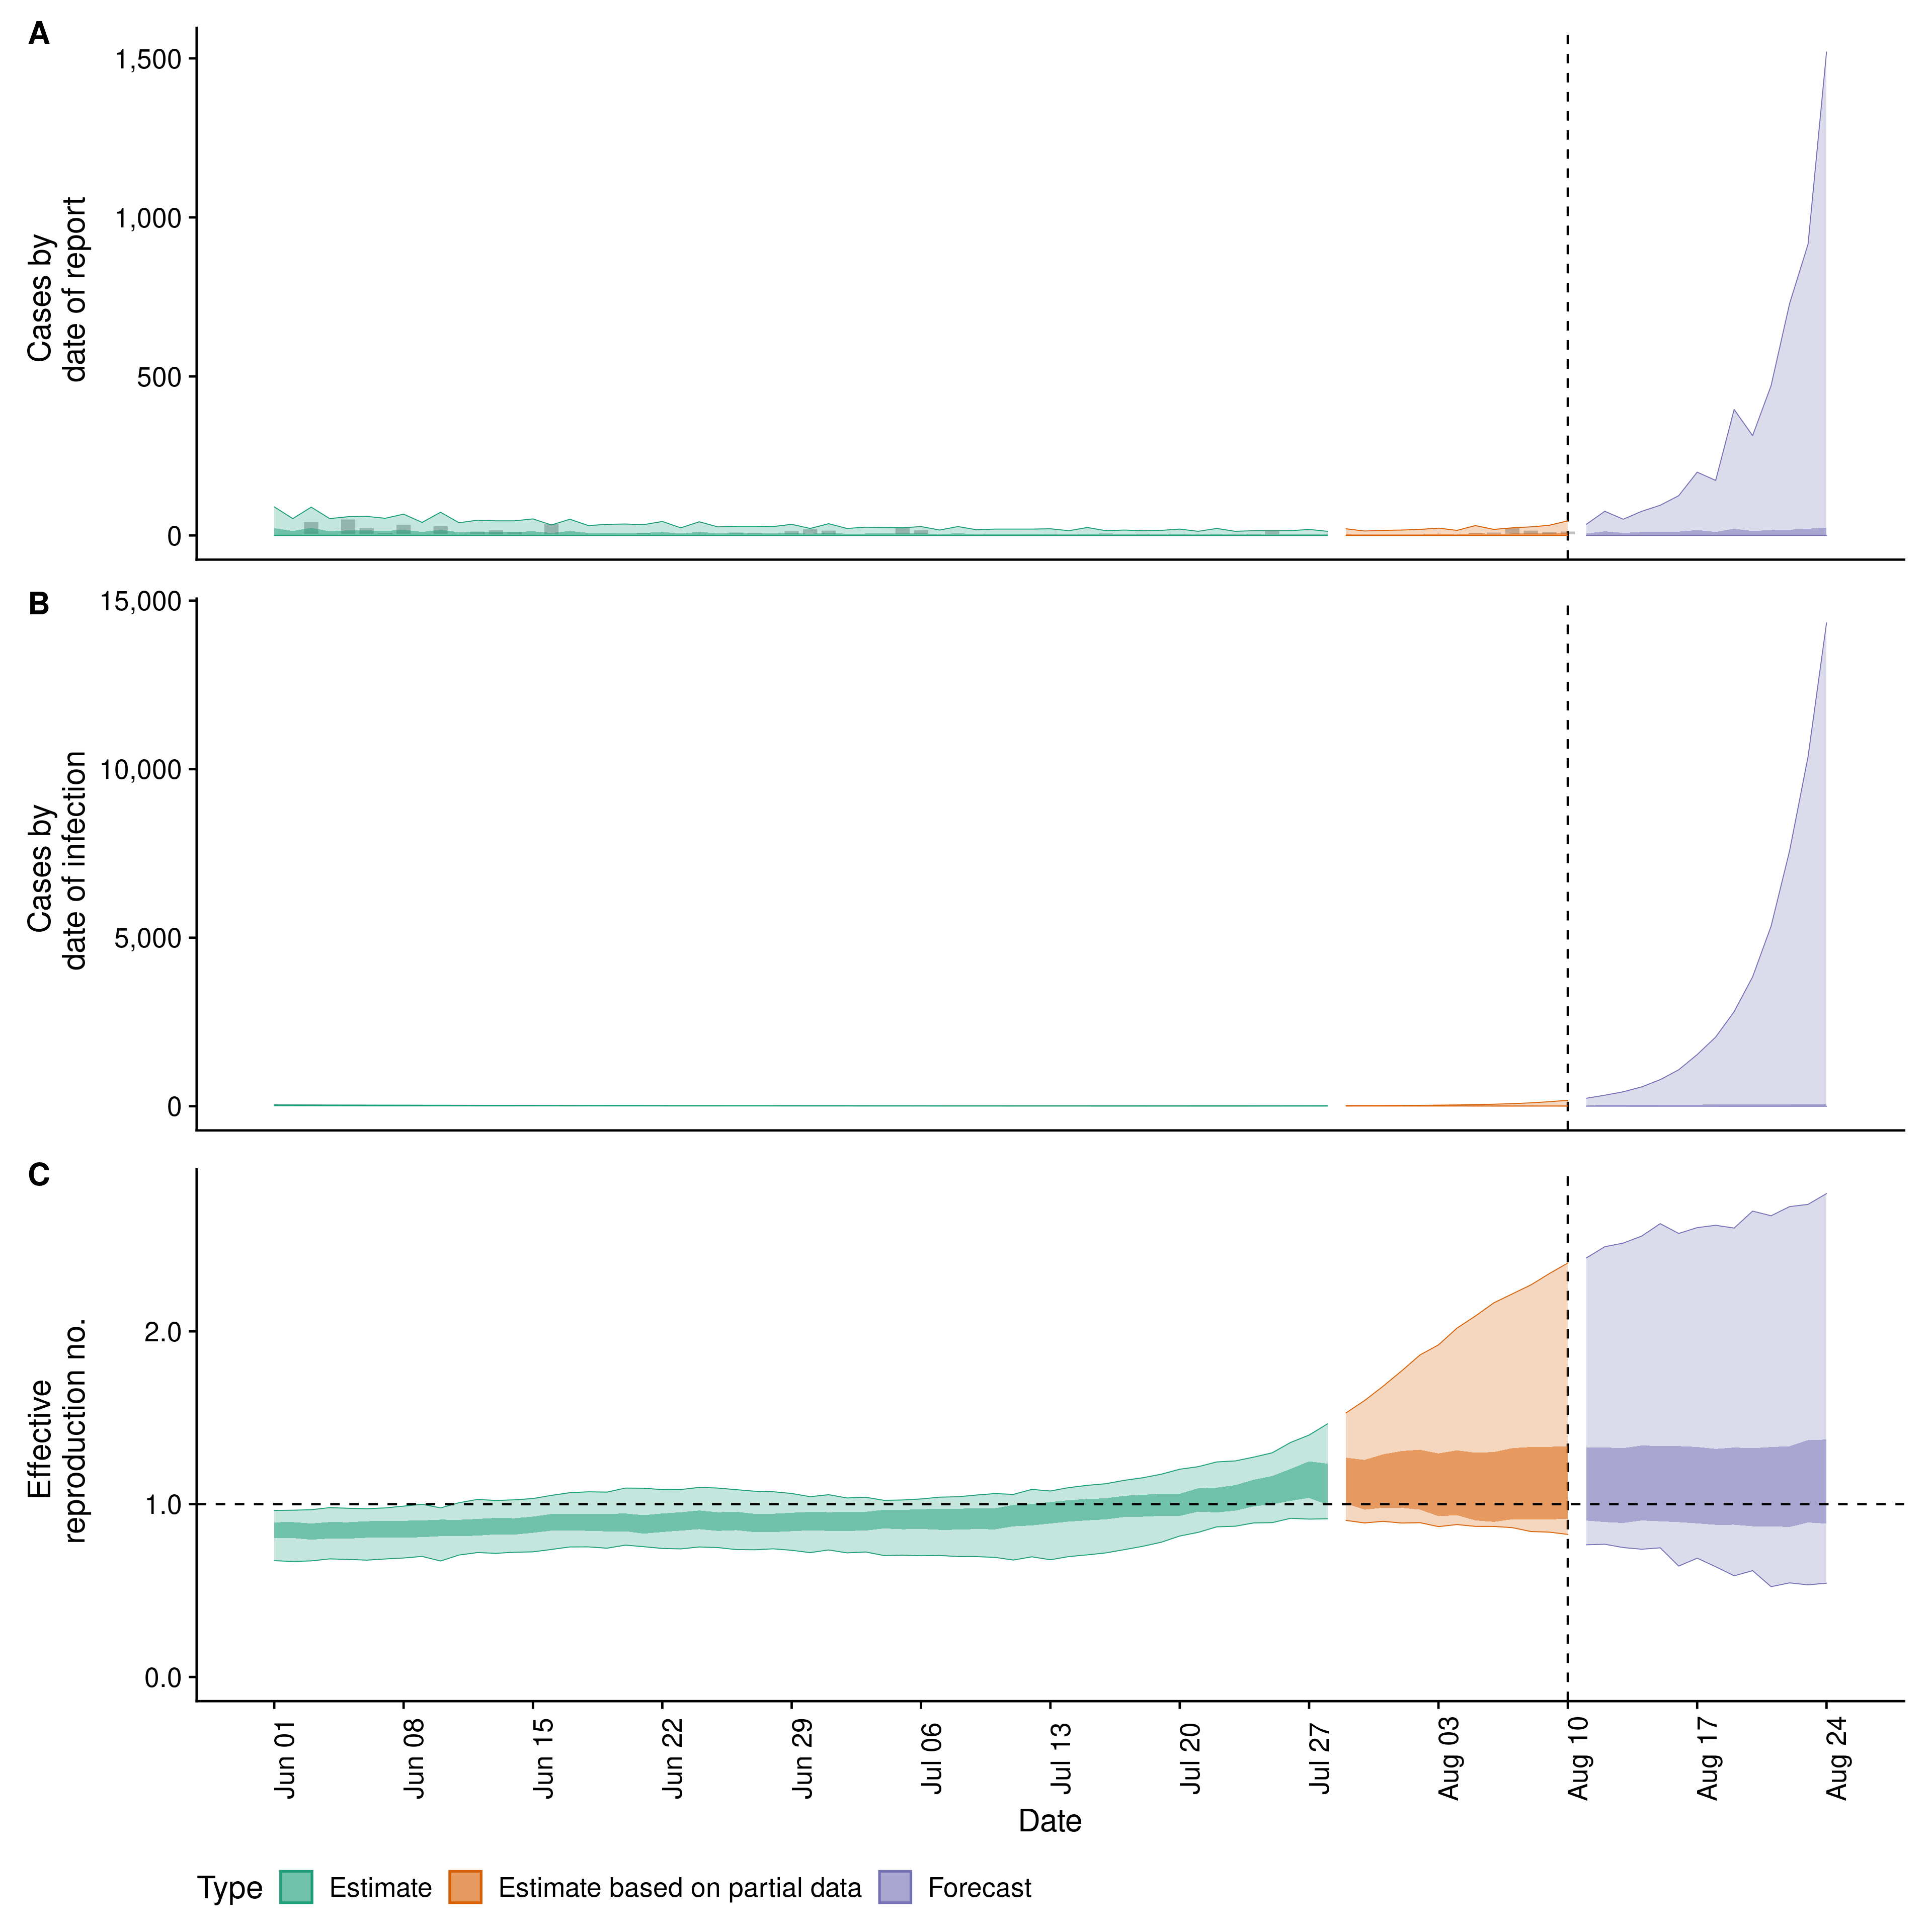 A
1,500
1,000
500
0
Cases by
date of report
B
15,000
10,000
5,000
0
Cases by
date of infection
C
2.0
1.0
0.0
Effective
reproduction no.
Jun 01
Jun 08
Jun 15
Jun 22
Jun 29
Jul 06
Jul 13
Jul 20
Jul 27
Aug 03
Aug 10
Aug 17
Aug 24
Date
Type Estimate Estimate based on partial data Forecast